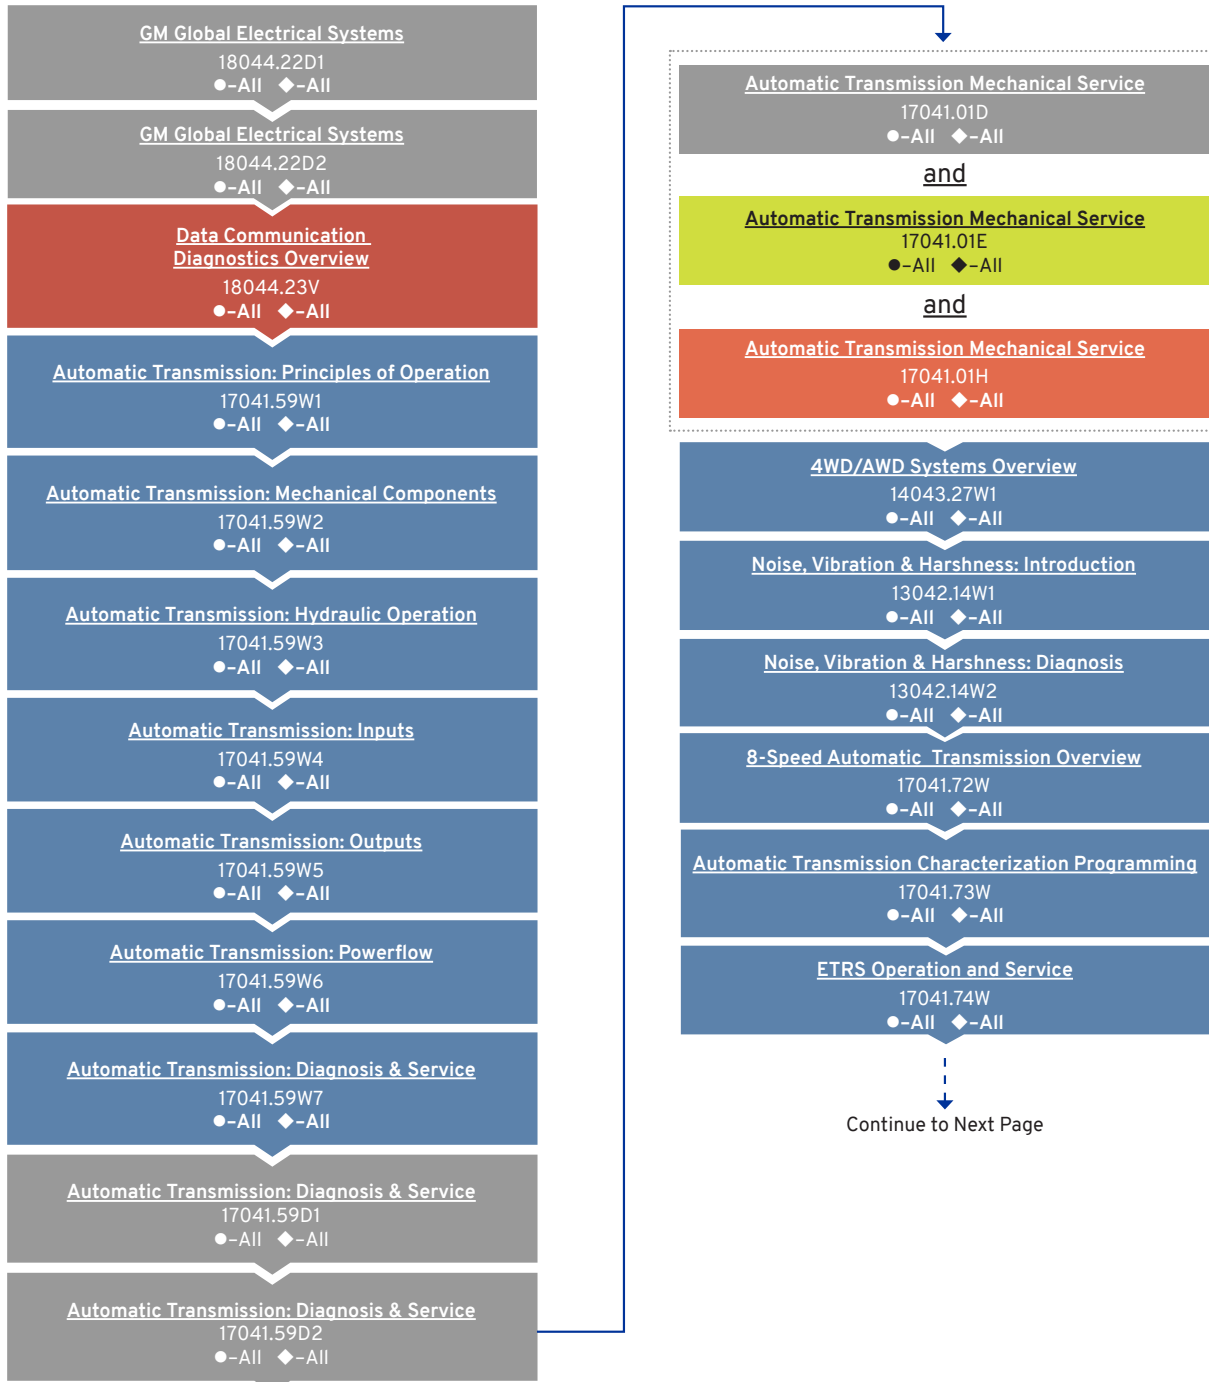 GM Global Electrical Systems
18044.22D1
●–All ◆–All
GM Global Electrical Systems
18044.22D2
●–All ◆–All
Data Communication
Diagnostics Overview
18044.23V
●–All ◆–All
Automatic Transmission: Principles of Operation
17041.59W1
●–All ◆–All
Automatic Transmission: Mechanical Components
17041.59W2
●–All ◆–All
Automatic Transmission: Hydraulic Operation
17041.59W3
●–All ◆–All
Automatic Transmission: Inputs
17041.59W4
●–All ◆–All
Automatic Transmission: Outputs
17041.59W5
●–All ◆–All
Automatic Transmission: Powerflow
17041.59W6
●–All ◆–All
Automatic Transmission: Diagnosis & Service
17041.59W7
●–All ◆–All
Automatic Transmission: Diagnosis & Service
17041.59D1
●–All ◆–All
Automatic Transmission: Diagnosis & Service
17041.59D2
●–All ◆–All
Automatic Transmission Mechanical Service
17041.01D
●–All ◆–All
and
Automatic Transmission Mechanical Service
17041.01E
●–All ◆–All
and
Automatic Transmission Mechanical Service
17041.01H
●–All ◆–All
4WD/AWD Systems Overview
14043.27W1
●–All ◆–All
Noise, Vibration & Harshness: Introduction
13042.14W1
●–All ◆–All
Noise, Vibration & Harshness: Diagnosis
13042.14W2
●–All ◆–All
8-Speed Automatic Transmission Overview
17041.72W
●–All ◆–All
Automatic Transmission Characterization Programming
17041.73W
●–All ◆–All
ETRS Operation and Service
17041.74W
●–All ◆–All
Continue to Next Page